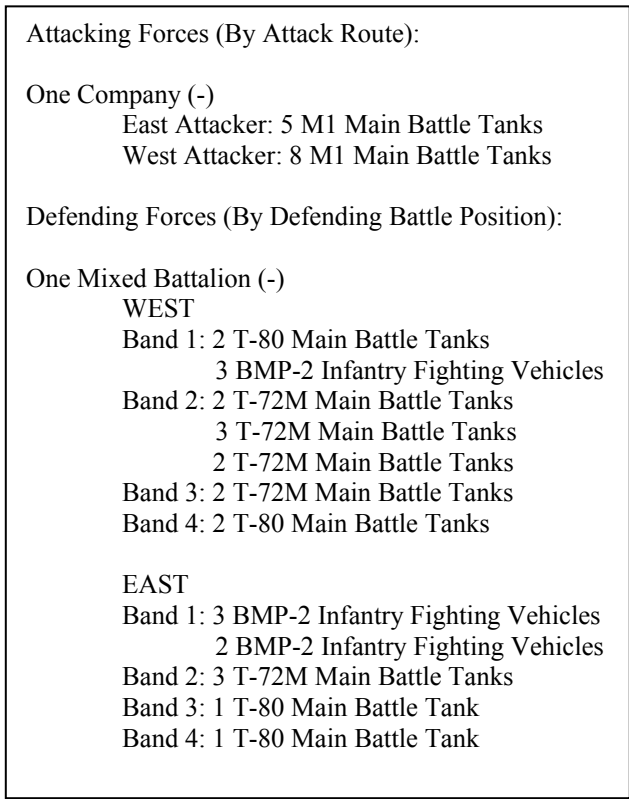 Attacking Forces (By Attack Route):
One Company (-)
East Attacker: 5 M1 Main Battle Tanks
West Attacker: 8 M1 Main Battle Tanks
Defending Forces (By Defending Battle Position):
One Mixed Battalion (-)
WEST
Band 1: 2 T-80 Main Battle Tanks
3 BMP-2 Infantry Fighting Vehicles
Band 2: 2 T-72M Main Battle Tanks
3 T-72M Main Battle Tanks
2 T-72M Main Battle Tanks
Band 3: 2 T-72M Main Battle Tanks
Band 4: 2 T-80 Main Battle Tanks
EAST
Band 1: 3 BMP-2 Infantry Fighting Vehicles
2 BMP-2 Infantry Fighting Vehicles
Band 2: 3 T-72M Main Battle Tanks
Band 3: 1 T-80 Main Battle Tank
Band 4: 1 T-80 Main Battle Tank